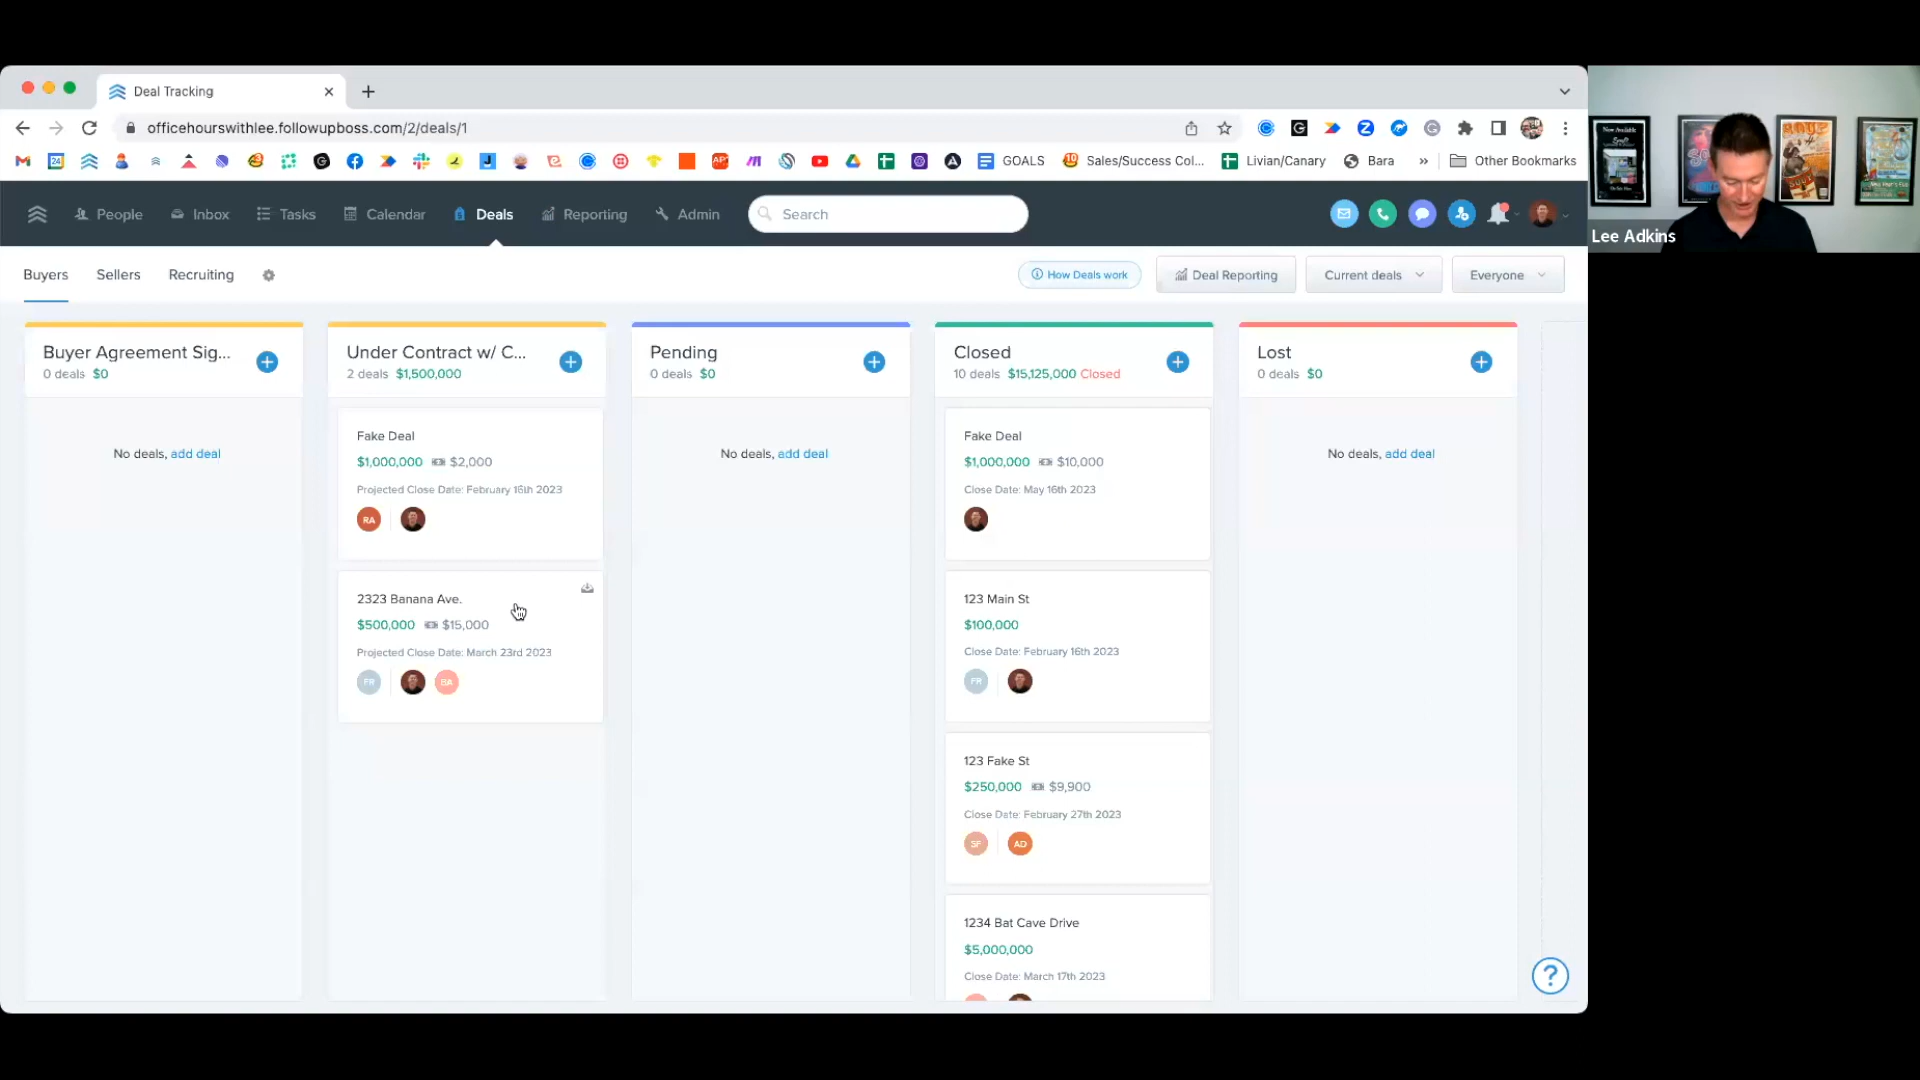 Deal Tracking
officehourswithlee.followupboss.com/2/deals/1
GOALS
Sales/Success Col...
Livian/Canary
Bara
»
Other Bookmarks
People
Inbox
Tasks
Calendar
Deals
Reporting
Admin
Search
Lee Adkins
Buyers
Sellers
Recruiting
How Deals work
Deal Reporting
Current deals
Everyone
Buyer Agreement Sig...
0 deals $0
No deals, add deal
Under Contract w/ C...
2 deals $1,500,000
Fake Deal
$1,000,000 $2,000
Projected Close Date: February 16th 2023
RA
2323 Banana Ave.
$500,000 $15,000
Projected Close Date: March 23rd 2023
FR
BA
Pending
0 deals $0
No deals, add deal
Closed
10 deals $15,125,000 Closed
Fake Deal
$1,000,000 $10,000
Close Date: May 16th 2023
123 Main St
$100,000
Close Date: February 16th 2023
FR
123 Fake St
$250,000 $9,900
Close Date: February 27th 2023
SF
AD
1234 Bat Cave Drive
$5,000,000
Close Date: March 17th 2023
Lost
0 deals $0
No deals, add deal
?